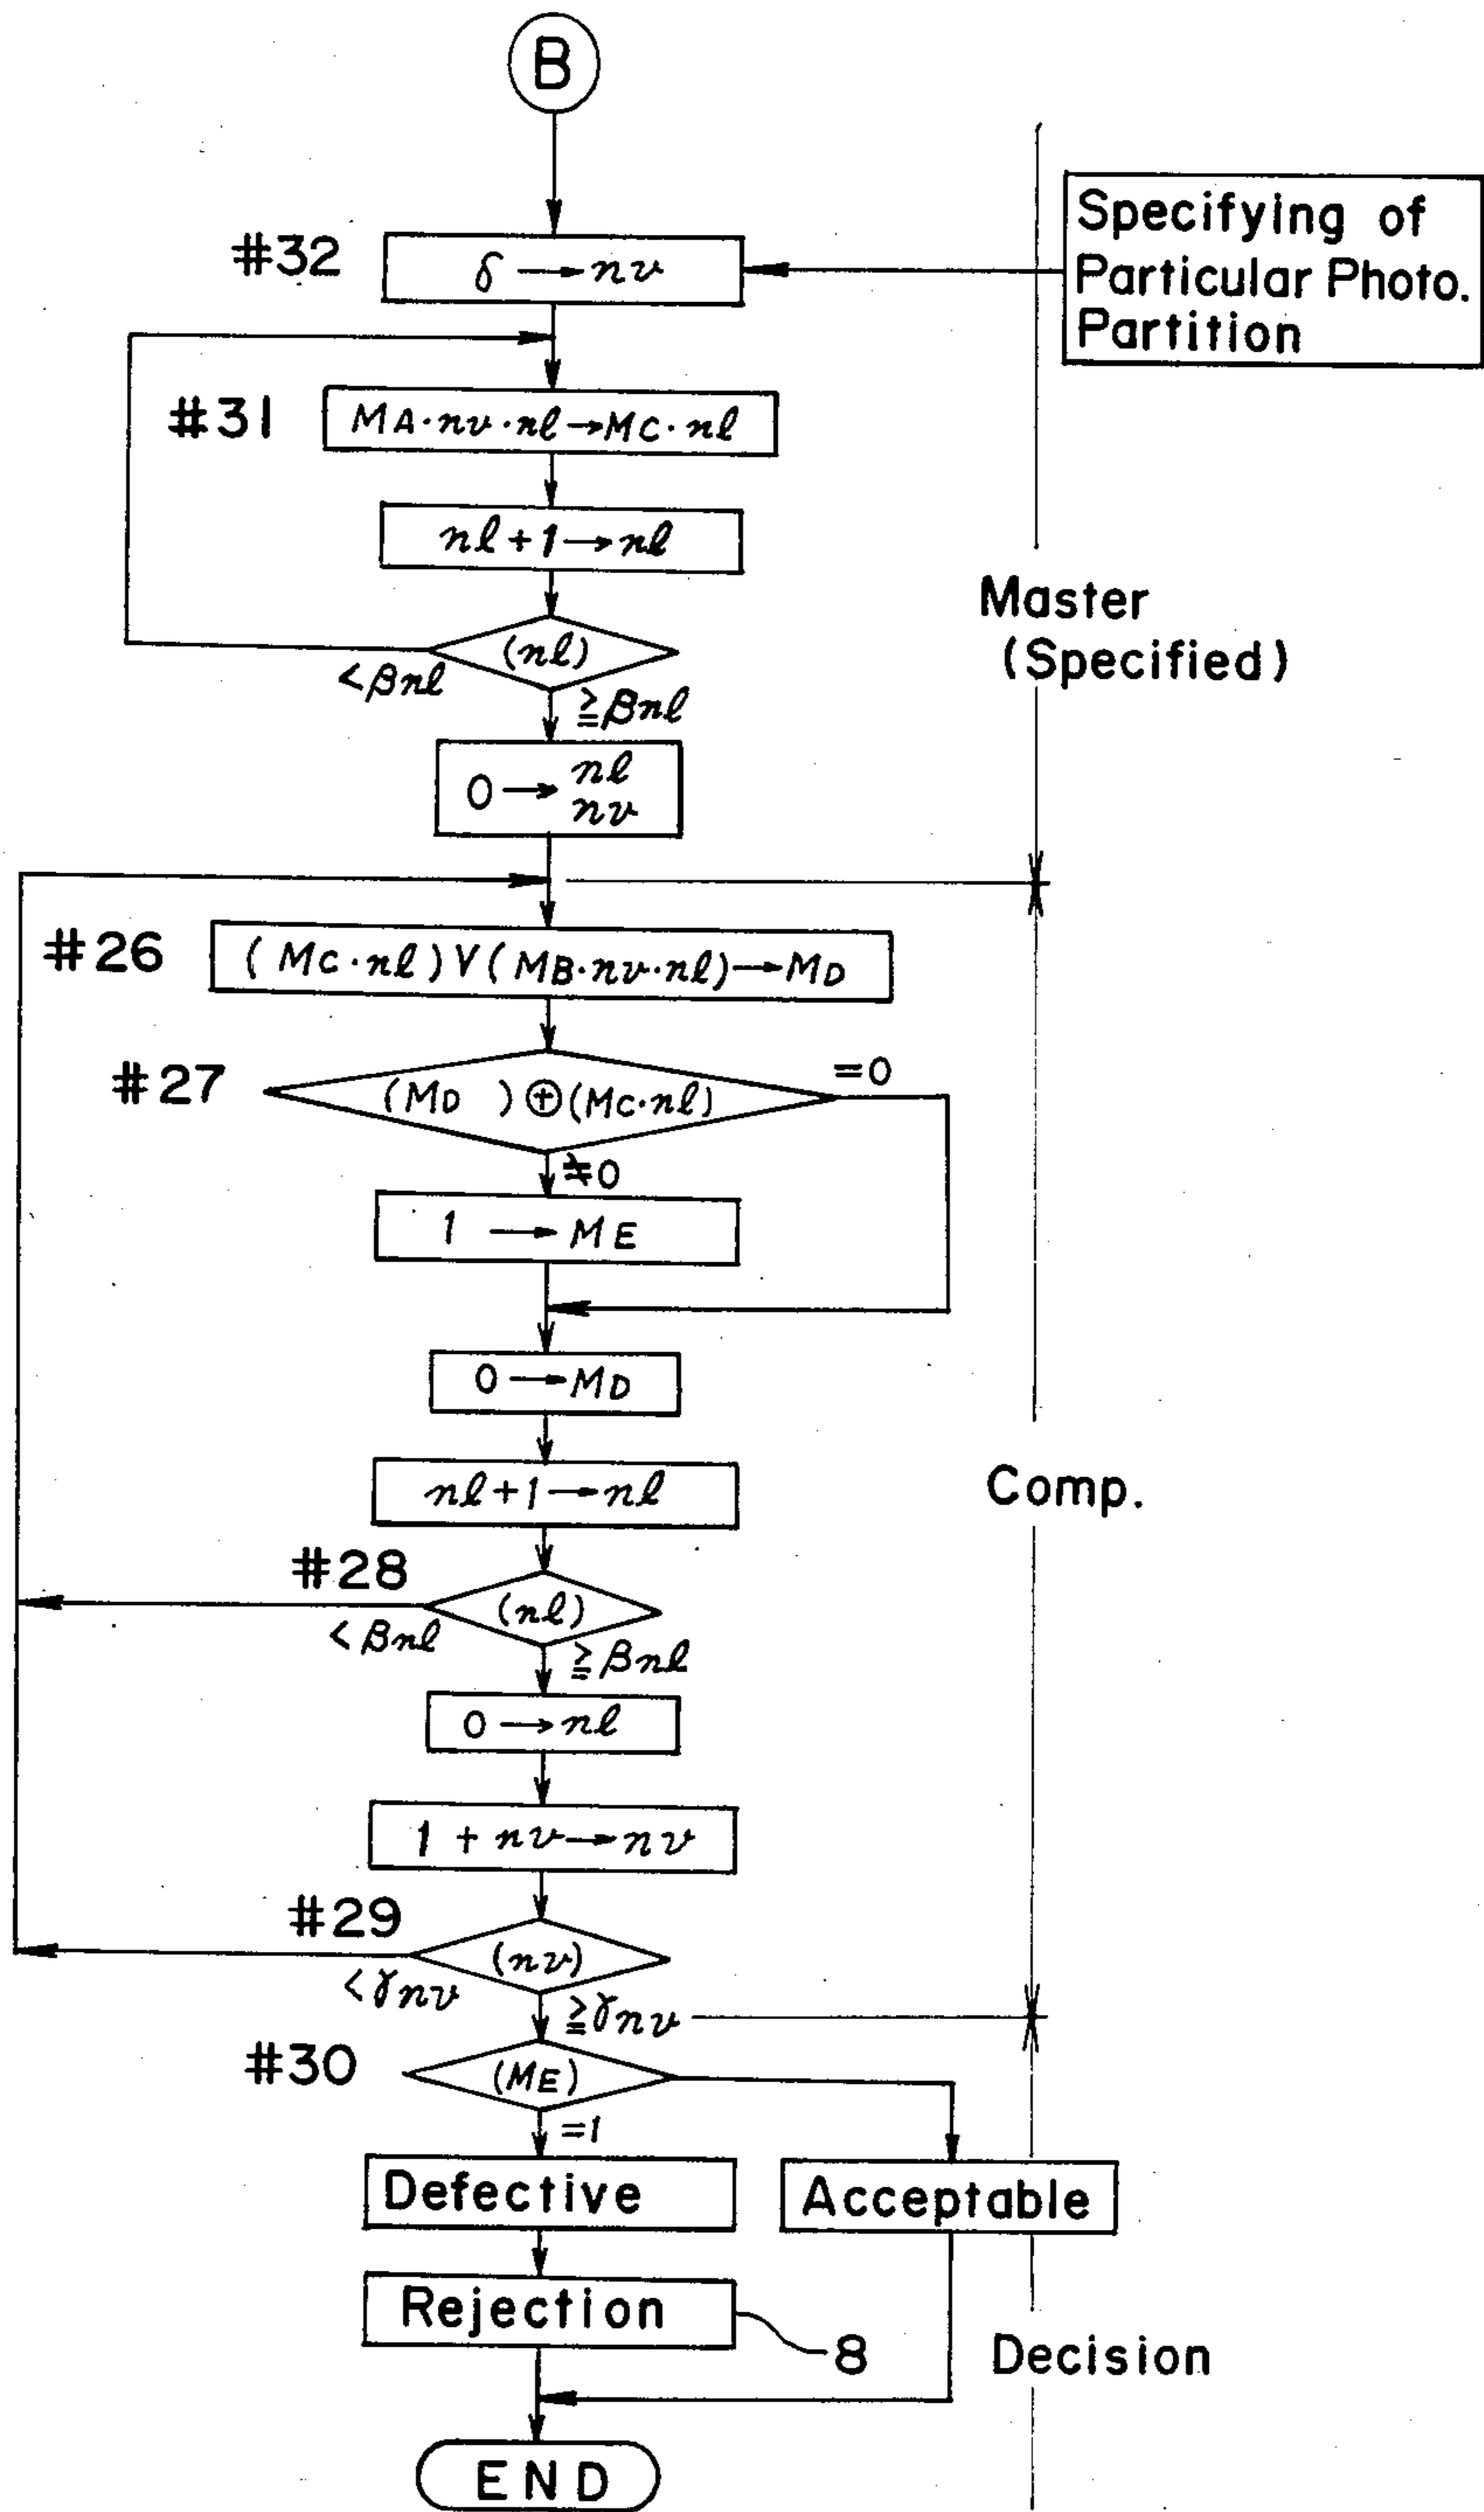 B
#32
δ → nv
Specifying of
Particular Photo.
Partition
#31
MA·nv·nl → MC·nl
nl + 1 → nl
(nl)
< βnl
≧ βnl
Master
(Specified)
0 → nl
nv
#26
(MC·nl) V (MB·nv·nl) → MD
#27
(MD ) ⊕ (MC·nl)
=0
≠0
1 → ME
0 → MD
nl + 1 → nl
Comp.
#28
(nl)
< βnl
≧ βnl
0 → nl
1 + nv → nv
#29
(nv)
< γnv
≧ γnv
#30
(ME)
=1
Defective
Acceptable
Rejection
8
Decision
END